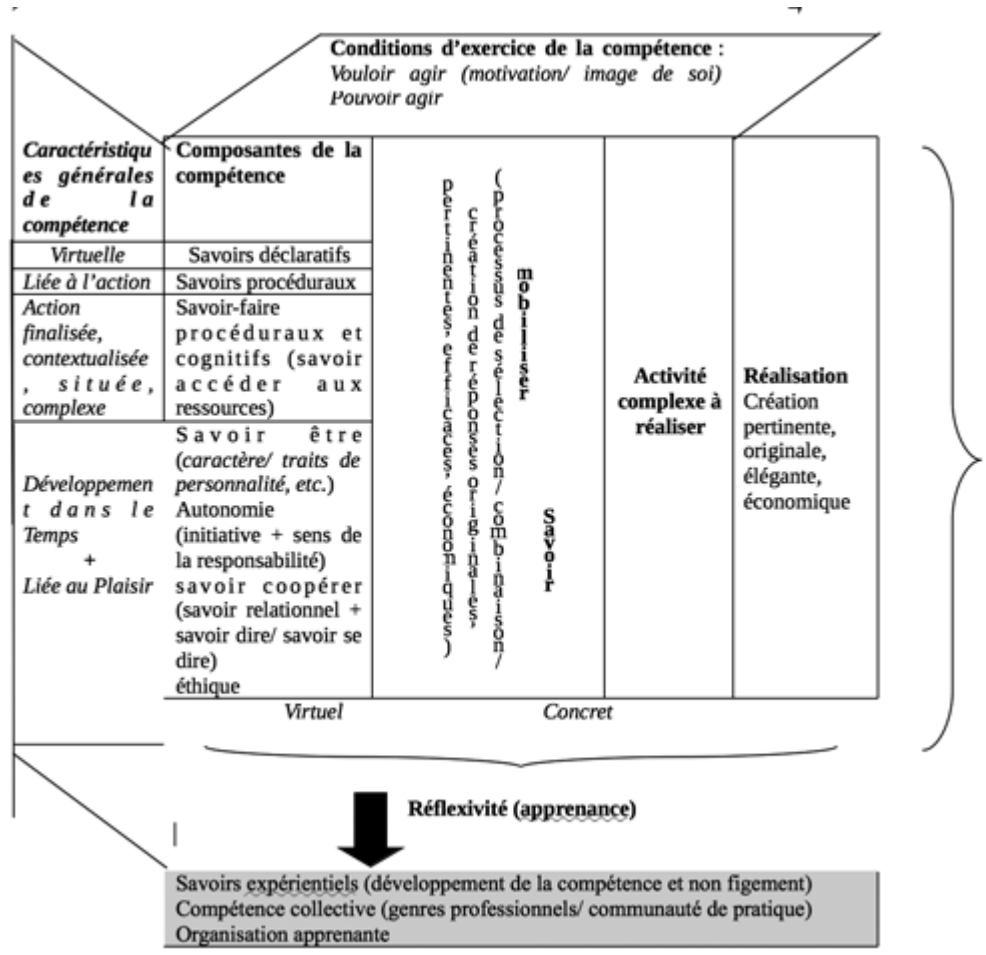 Conditions d’exercice de la compétence :
Vouloir agir (motivation/ image de soi)
Pouvoir agir
Caractéristiqu
es générales
de la
compétence
Composantes de la
compétence
Virtuelle
Savoirs déclaratifs
Liée à l’action
Savoirs procéduraux
Action
finalisée,
contextualisée
, située,
complexe
Savoir-faire
procéduraux et
cognitifs (savoir
accéder aux
ressources)
Développemen
t dans le
Temps
+
Liée au Plaisir
Savoir être
(caractère/ traits de
personnalité, etc.)
Autonomie
(initiative + sens de
la responsabilité)
savoir coopérer
(savoir relationnel +
savoir dire/ savoir se
dire)
éthique
Savoir mobiliser
(processus de sélection/ combinaison/
création de réponses originales,
pertinentes, efficaces, économiques)
Activité
complexe à
réaliser
Réalisation
Création
pertinente,
originale,
élégante,
économique
Virtuel
Concret
Réflexivité (apprenance)
Savoirs expérientiels (développement de la compétence et non figement)
Compétence collective (genres professionnels/ communauté de pratique)
Organisation apprenante